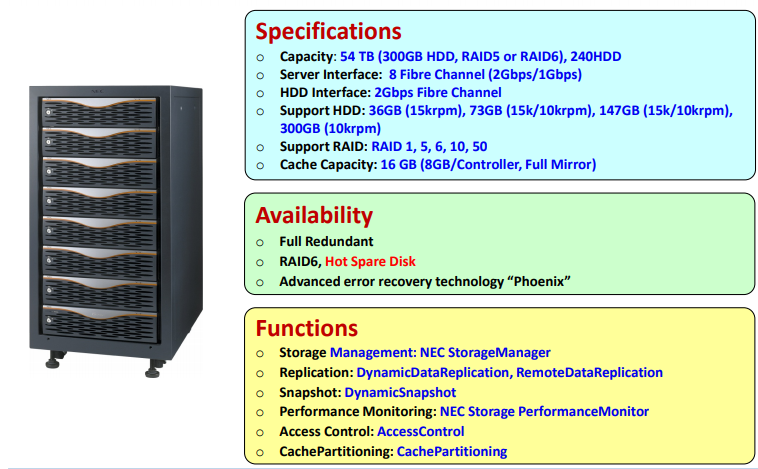 Specifications
o Capacity: 54 TB (300GB HDD, RAID5 or RAID6), 240HDD
o Server Interface: 8 Fibre Channel (2Gbps/1Gbps)
o HDD Interface: 2Gbps Fibre Channel
o Support HDD: 36GB (15krpm), 73GB (15k/10krpm), 147GB (15k/10krpm),
300GB (10krpm)
o Support RAID: RAID 1, 5, 6, 10, 50
o Cache Capacity: 16 GB (8GB/Controller, Full Mirror)
Availability
o Full Redundant
o RAID6, Hot Spare Disk
o Advanced error recovery technology “Phoenix”
Functions
o Storage Management: NEC StorageManager
o Replication: DynamicDataReplication, RemoteDataReplication
o Snapshot: DynamicSnapshot
o Performance Monitoring: NEC Storage PerformanceMonitor
o Access Control: AccessControl
o CachePartitioning: CachePartitioning